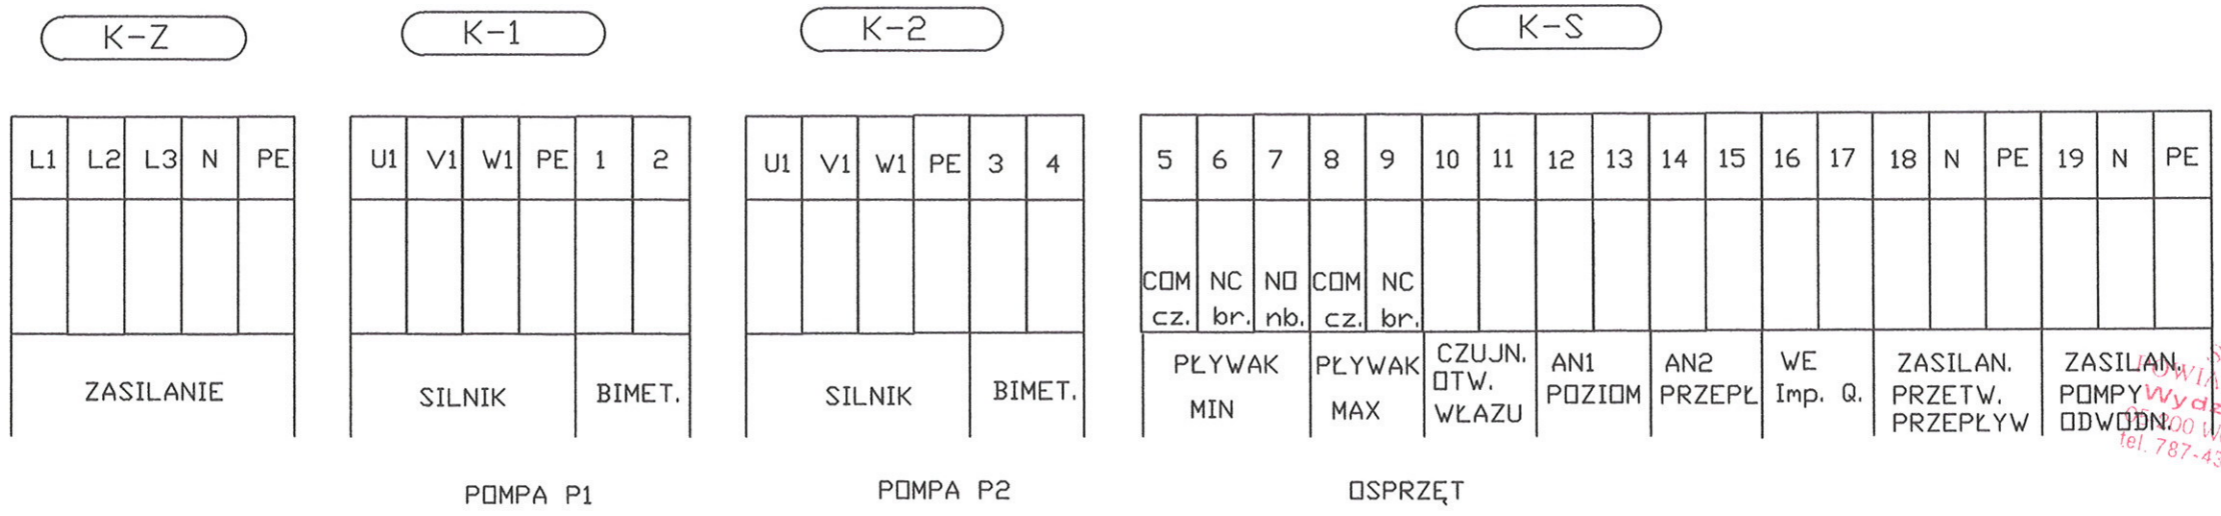 K-Z K-1 K-2 K-S
L1 L2 L3 N PE U1 V1 W1 PE 1 2 U1 V1 W1 PE 3 4 5 6 7 8 9 10 11 12 13 14 15 16 17 18 N PE 19 N PE
COM NC NO COM NC
cz. br. nb. cz. br.
ZASILANIE
SILNIK
BIMET.
SILNIK
BIMET.
PŁYWAK
MIN
PŁYWAK
MAX
CZUJN.
OTW.
WŁAZU
AN1
POZIOM
AN2
PRZEPŁ
WE
Imp. Q.
ZASILAN.
PRZETW.
PRZEPŁYW
ZASILAN.
POMPY
ODWODN.
POMPA P1
POMPA P2
OSPRZĘT
tel. 787-43